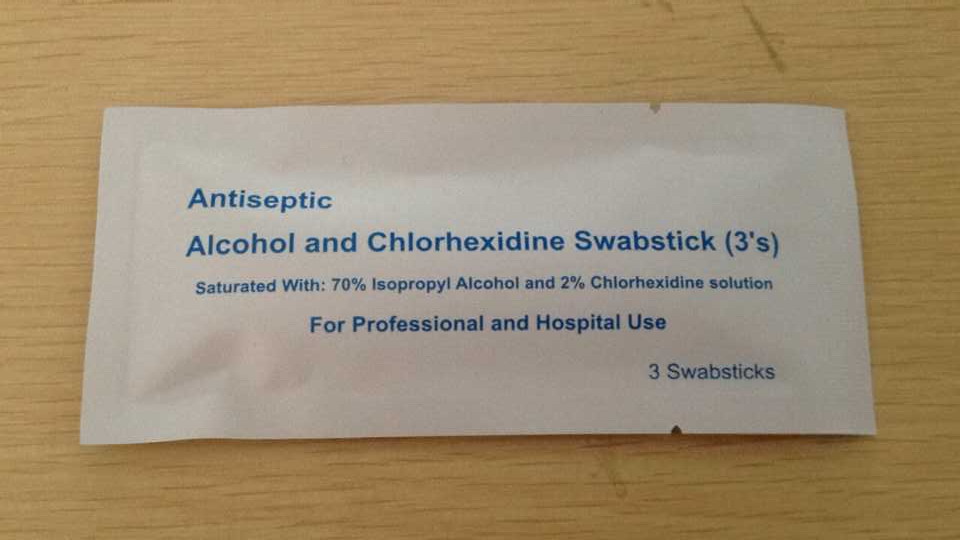 Antiseptic
Alcohol and Chlorhexidine Swabstick (3's)
Saturated With: 70% Isopropyl Alcohol and 2% Chlorhexidine solution
For Professional and Hospital Use
3 Swabsticks